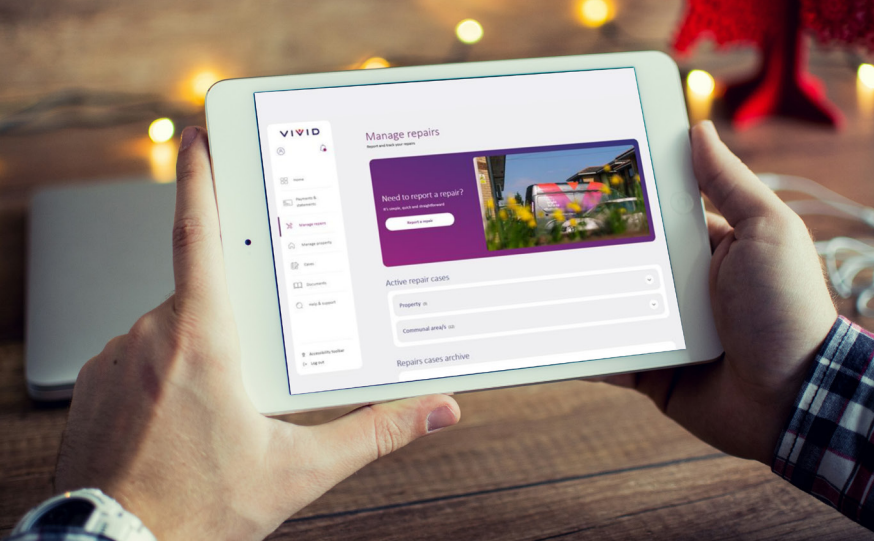 VIVID
Home
Payments &
statements
Manage repairs
Manage property
Documents
Help & support
Accessibility toolbar
Log out
Manage repairs
Report and track your repairs
Need to report a repair?
It's simple, quick and straightforward
Report a repair
Active repair cases
Property
Communal area/s
Repairs cases archive